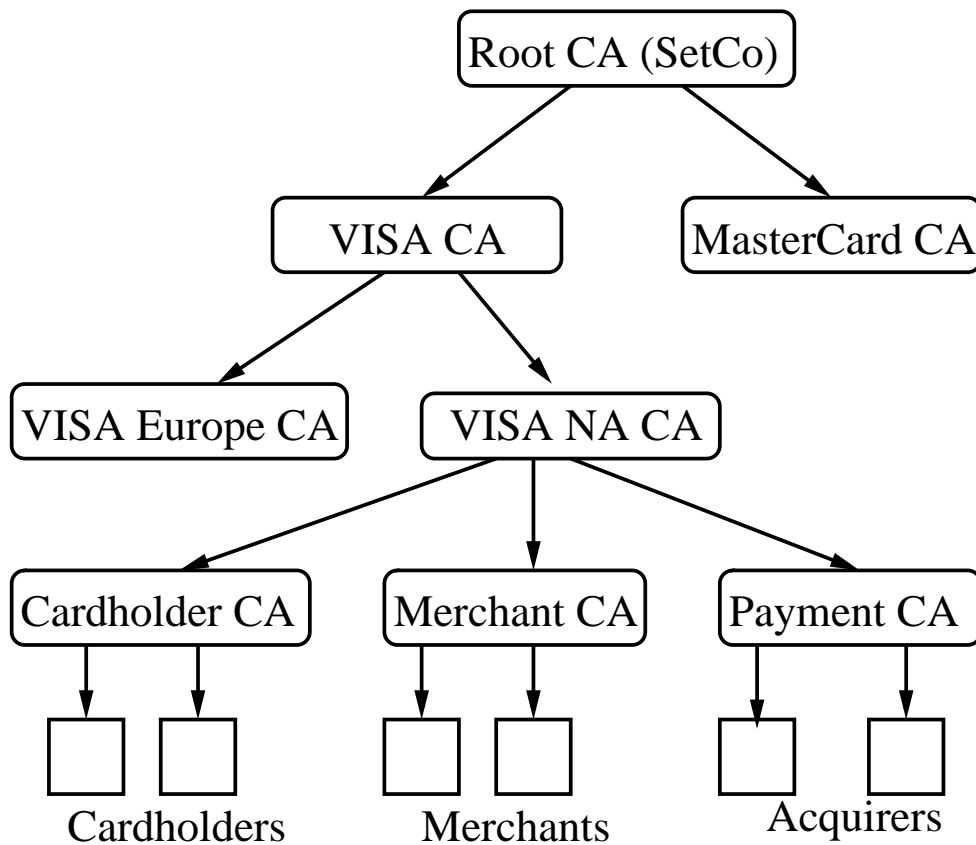 Root CA (SetCo)
VISA CA
MasterCard CA
VISA Europe CA
VISA NA CA
Cardholder CA
Merchant CA
Payment CA
Cardholders
Merchants
Acquirers